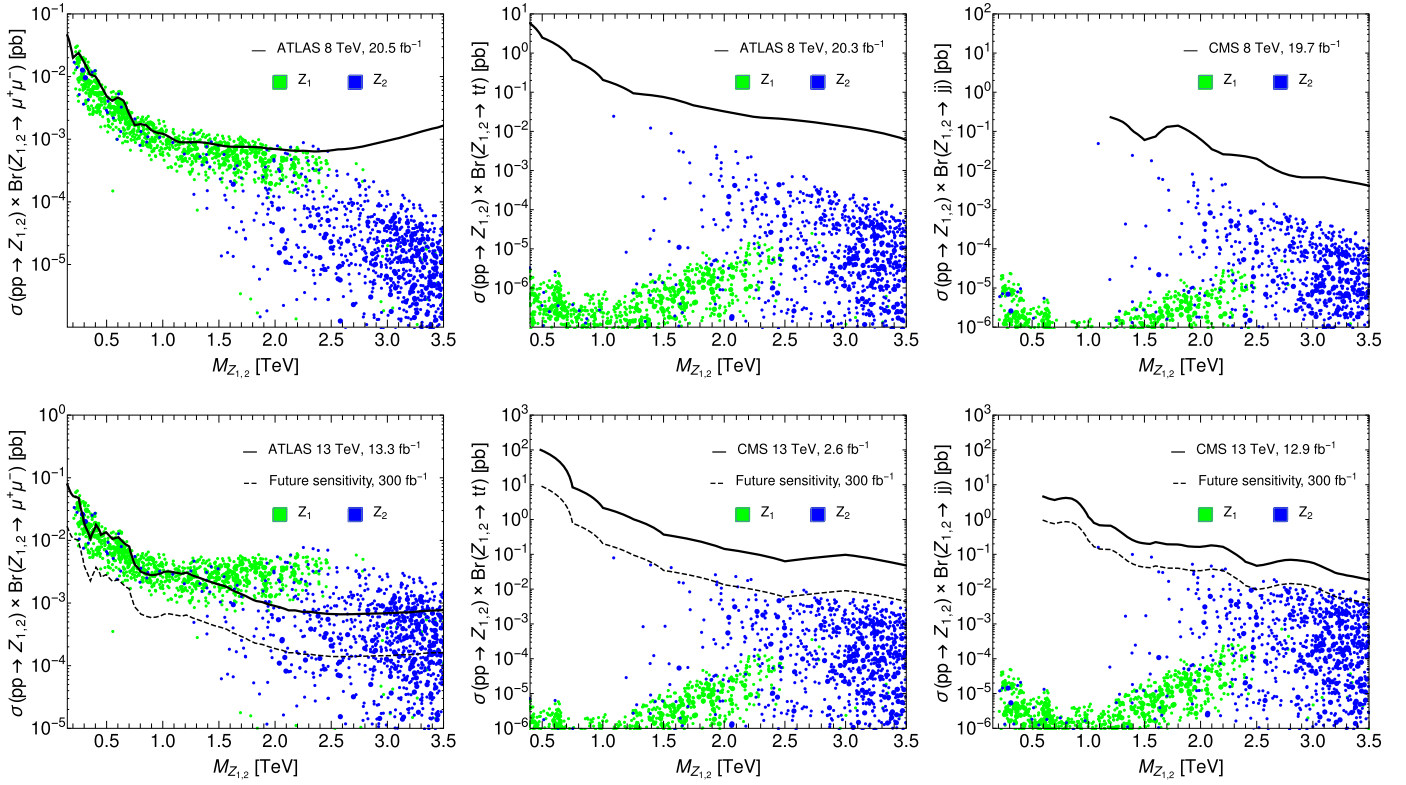 σ(pp → Z₁,₂) × Br(Z₁,₂ → μ⁺μ⁻) [pb]
10⁻¹
10⁻²
10⁻³
10⁻⁴
10⁻⁵
ATLAS 8 TeV, 20.5 fb⁻¹
Z₁ Z₂
0.5 1.0 1.5 2.0 2.5 3.0 3.5
M_Z₁,₂ [TeV]
σ(pp → Z₁,₂) × Br(Z₁,₂ → tt̄) [pb]
10¹
10⁰
10⁻¹
10⁻²
10⁻³
10⁻⁴
10⁻⁵
10⁻⁶
ATLAS 8 TeV, 20.3 fb⁻¹
Z₁ Z₂
0.5 1.0 1.5 2.0 2.5 3.0 3.5
M_Z₁,₂ [TeV]
σ(pp → Z₁,₂) × Br(Z₁,₂ → jj) [pb]
10²
10¹
10⁰
10⁻¹
10⁻²
10⁻³
10⁻⁴
10⁻⁵
10⁻⁶
CMS 8 TeV, 19.7 fb⁻¹
Z₁ Z₂
0.5 1.0 1.5 2.0 2.5 3.0 3.5
M_Z₁,₂ [TeV]
σ(pp → Z₁,₂) × Br(Z₁,₂ → μ⁺μ⁻) [pb]
10⁰
10⁻¹
10⁻²
10⁻³
10⁻⁴
10⁻⁵
ATLAS 13 TeV, 13.3 fb⁻¹
Future sensitivity, 300 fb⁻¹
Z₁ Z₂
0.5 1.0 1.5 2.0 2.5 3.0 3.5
M_Z₁,₂ [TeV]
σ(pp → Z₁,₂) × Br(Z₁,₂ → tt̄) [pb]
10³
10²
10¹
10⁰
10⁻¹
10⁻²
10⁻³
10⁻⁴
10⁻⁵
10⁻⁶
CMS 13 TeV, 2.6 fb⁻¹
Future sensitivity, 300 fb⁻¹
Z₁ Z₂
0.5 1.0 1.5 2.0 2.5 3.0 3.5
M_Z₁,₂ [TeV]
σ(pp → Z₁,₂) × Br(Z₁,₂ → jj) [pb]
10³
10²
10¹
10⁰
10⁻¹
10⁻²
10⁻³
10⁻⁴
10⁻⁵
10⁻⁶
CMS 13 TeV, 12.9 fb⁻¹
Future sensitivity, 300 fb⁻¹
Z₁ Z₂
0.5 1.0 1.5 2.0 2.5 3.0 3.5
M_Z₁,₂ [TeV]